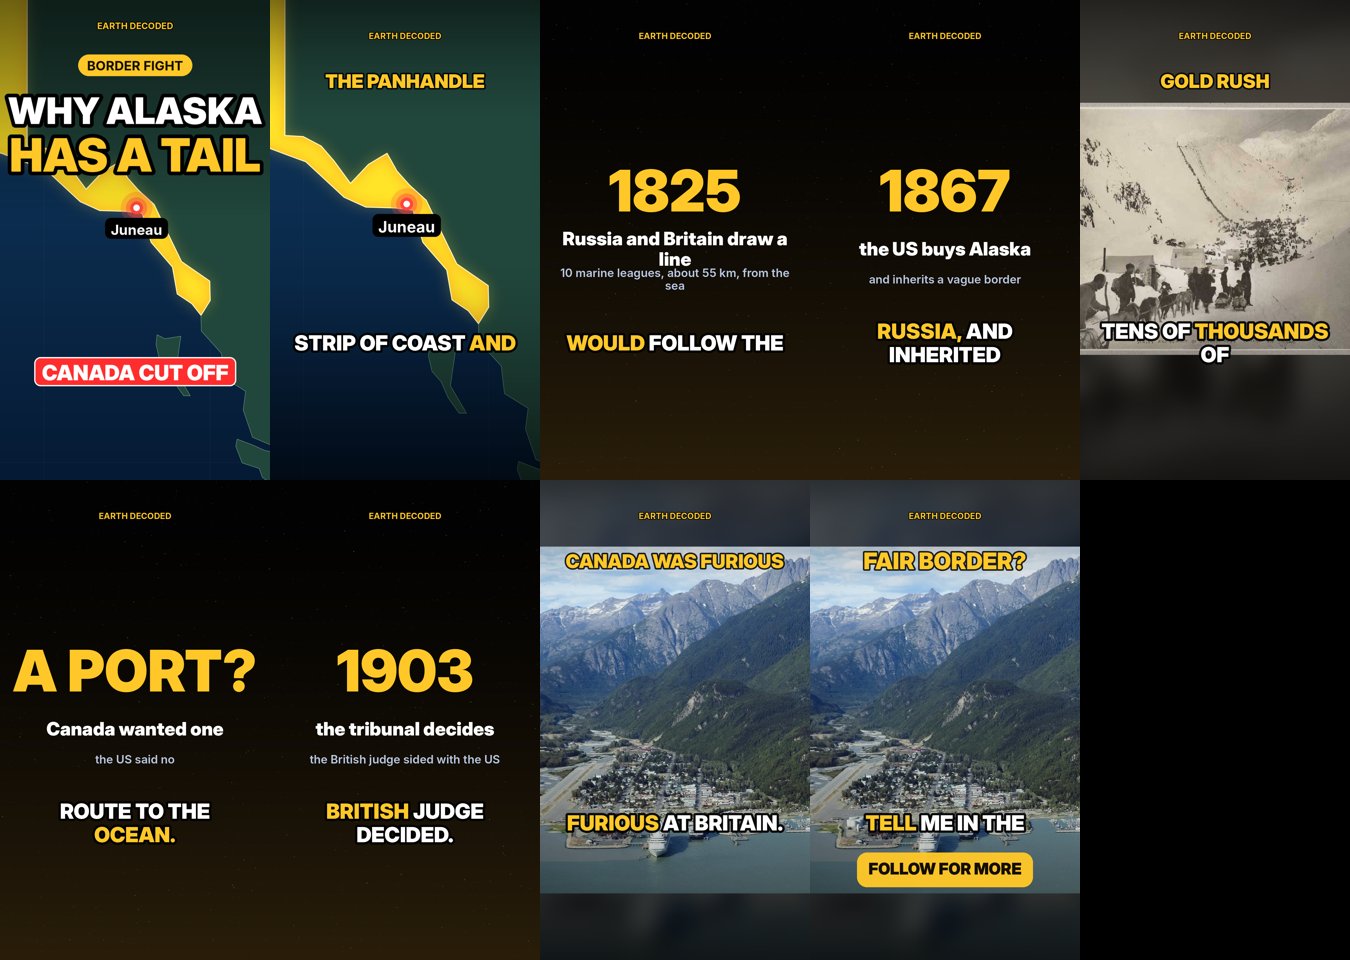 EARTH DECODED
BORDER FIGHT
WHY ALASKA
HAS A TAIL
Juneau
CANADA CUT OFF
EARTH DECODED
THE PANHANDLE
Juneau
STRIP OF COAST AND
EARTH DECODED
1825
Russia and Britain draw a
line
10 marine leagues, about 55 km, from the
sea
WOULD FOLLOW THE
EARTH DECODED
1867
the US buys Alaska
and inherits a vague border
RUSSIA, AND
INHERITED
EARTH DECODED
GOLD RUSH
TENS OF THOUSANDS
OF
EARTH DECODED
A PORT?
Canada wanted one
the US said no
ROUTE TO THE
OCEAN.
EARTH DECODED
1903
the tribunal decides
the British judge sided with the US
BRITISH JUDGE
DECIDED.
EARTH DECODED
CANADA WAS FURIOUS
FURIOUS AT BRITAIN.
EARTH DECODED
FAIR BORDER?
TELL ME IN THE
FOLLOW FOR MORE